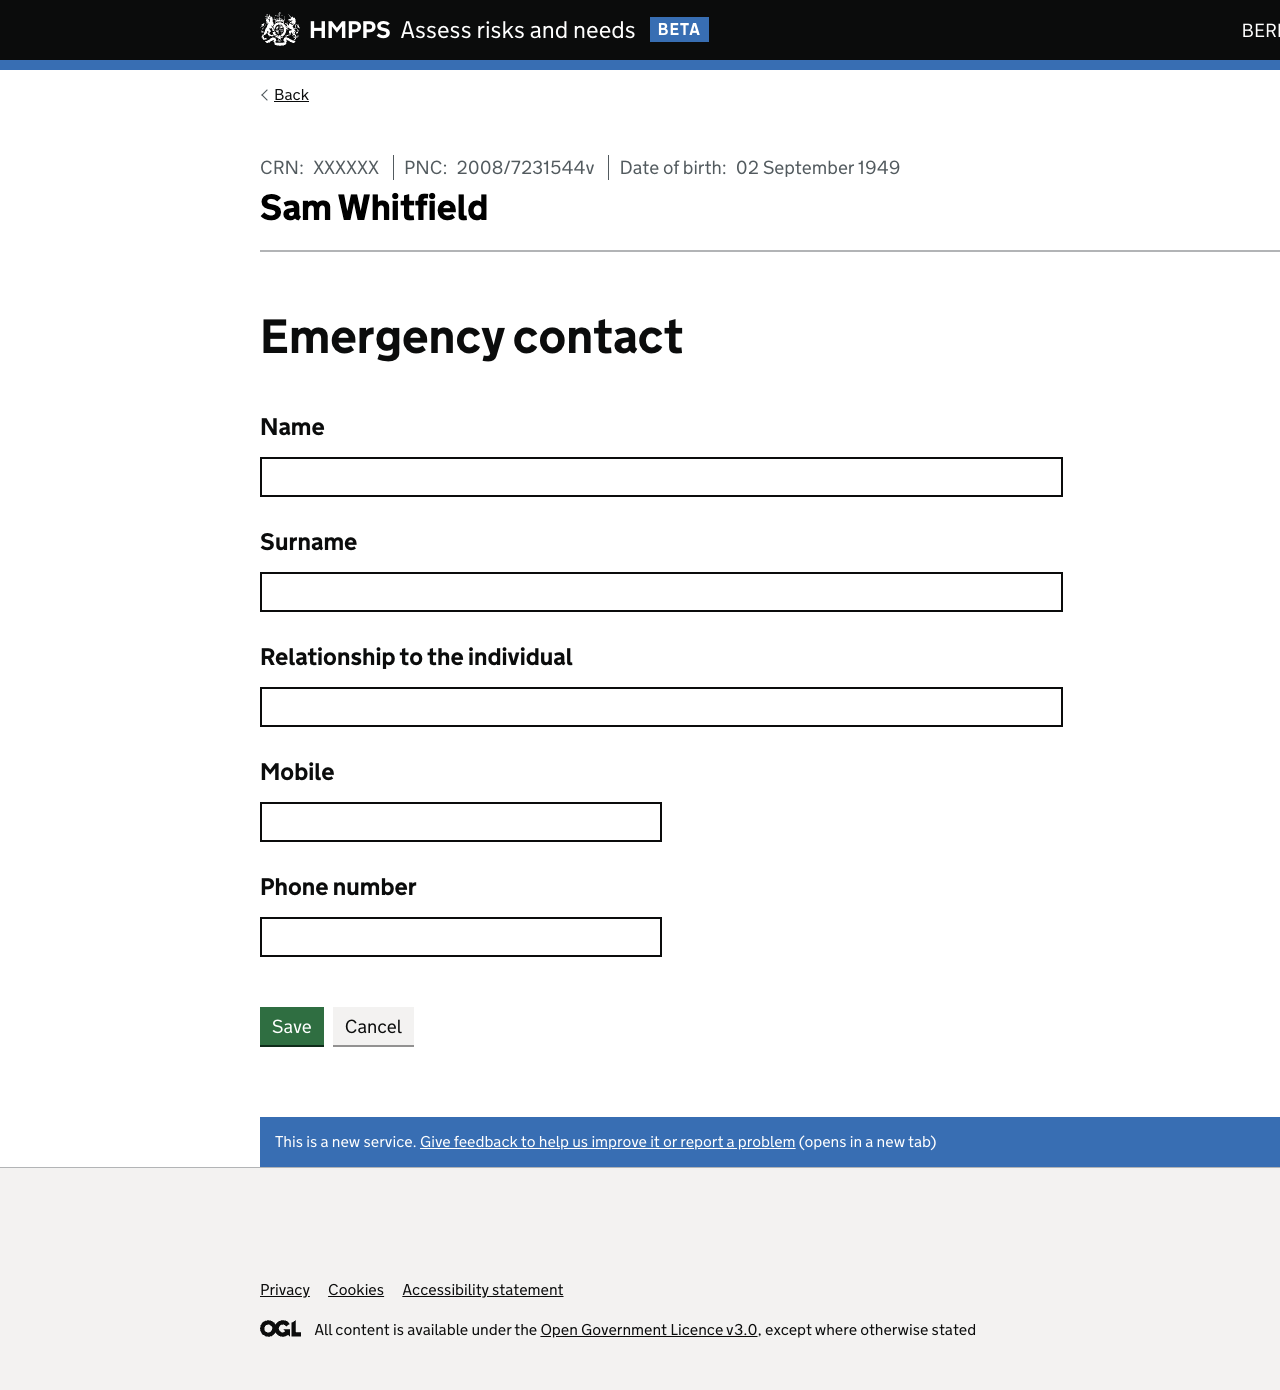 HMPPS Assess risks and needs BETA
Back
CRN: XXXXXX PNC: 2008/7231544v Date of birth: 02 September 1949
Sam Whitfield
Emergency contact
Name
Surname
Relationship to the individual
Mobile
Phone number
Save Cancel
This is a new service. Give feedback to help us improve it or report a problem (opens in a new tab)
Privacy Cookies Accessibility statement
OGL All content is available under the Open Government Licence v3.0, except where otherwise stated